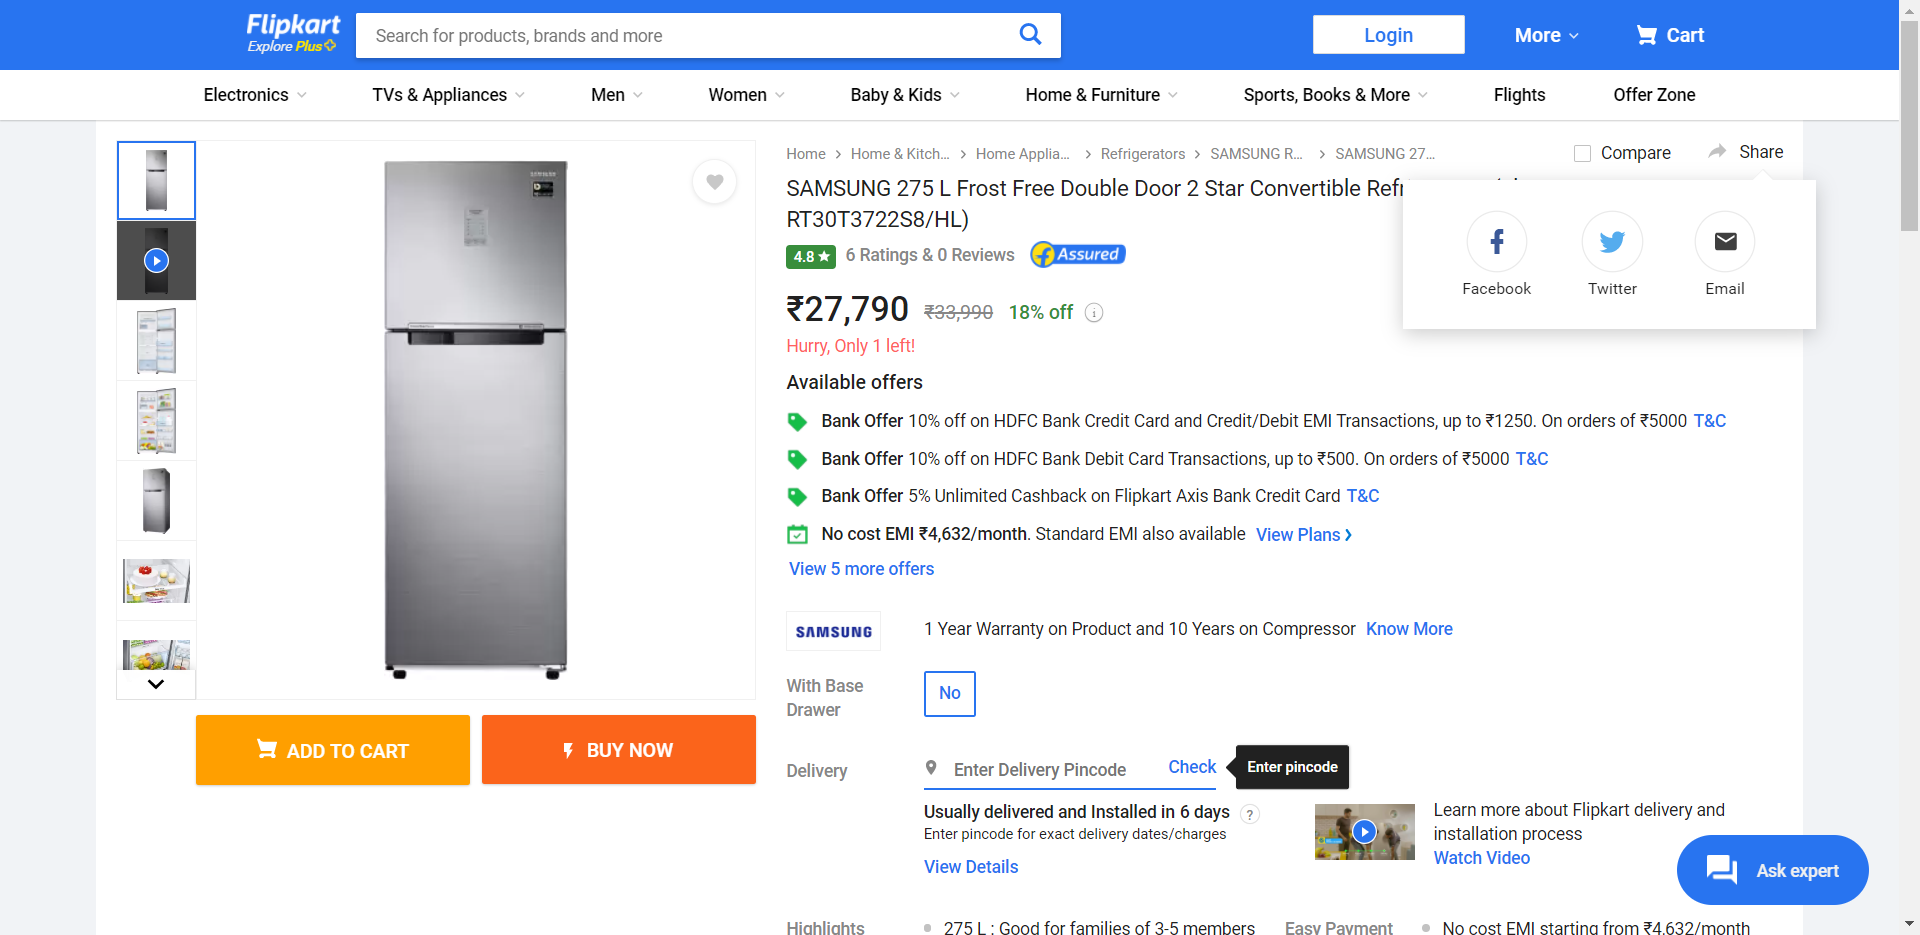 Flipkart
Explore Plus
Search for products, brands and more
Login
More
Cart
Electronics
TVs & Appliances
Men
Women
Baby & Kids
Home & Furniture
Sports, Books & More
Flights
Offer Zone
Home
Home & Kitch...
Home Applia...
Refrigerators
SAMSUNG R...
SAMSUNG 27...
Compare
Share
SAMSUNG 275 L Frost Free Double Door 2 Star Convertible Refr
RT30T3722S8/HL)
4.8
6 Ratings & 0 Reviews
Assured
Facebook
Twitter
Email
₹27,790
₹33,990
18% off
Hurry, Only 1 left!
Available offers
Bank Offer 10% off on HDFC Bank Credit Card and Credit/Debit EMI Transactions, up to ₹1250. On orders of ₹5000 T&C
Bank Offer 10% off on HDFC Bank Debit Card Transactions, up to ₹500. On orders of ₹5000 T&C
Bank Offer 5% Unlimited Cashback on Flipkart Axis Bank Credit Card T&C
No cost EMI ₹4,632/month. Standard EMI also available View Plans
View 5 more offers
SAMSUNG
1 Year Warranty on Product and 10 Years on Compressor Know More
With Base
Drawer
No
ADD TO CART
BUY NOW
Delivery
Enter Delivery Pincode
Check
Enter pincode
Usually delivered and Installed in 6 days ?
Enter pincode for exact delivery dates/charges
View Details
Learn more about Flipkart delivery and
installation process
Watch Video
Ask expert
Highlights
275 L : Good for families of 3-5 members
Easy Payment
No cost EMI starting from ₹4,632/month